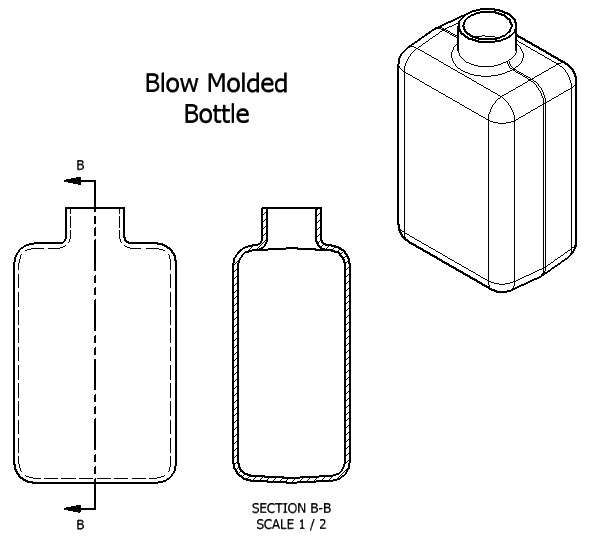 Blow Molded
Bottle
B
B
SECTION B-B
SCALE 1 / 2